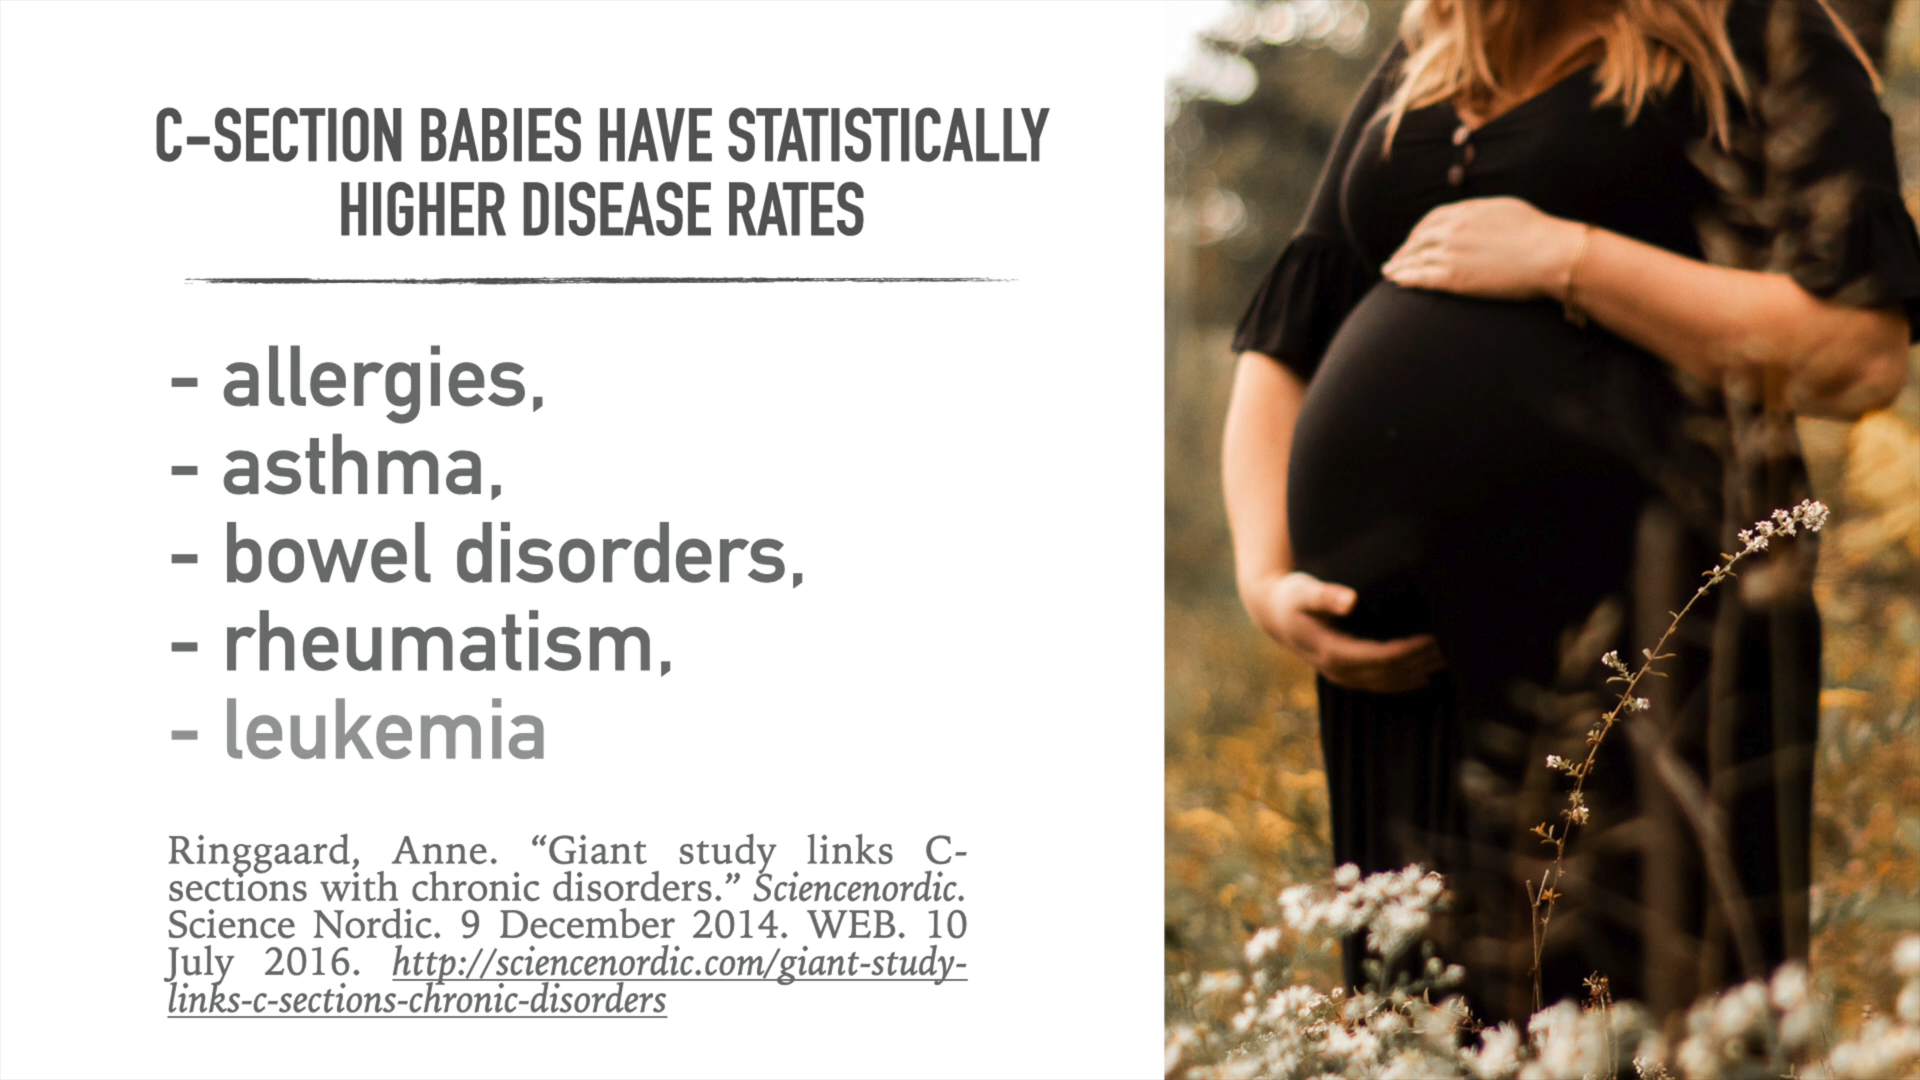 C-SECTION BABIES HAVE STATISTICALLY
HIGHER DISEASE RATES
- allergies,
- asthma,
- bowel disorders,
- rheumatism,
- leukemia
Ringgaard, Anne. “Giant study links C-
sections with chronic disorders.” Sciencenordic.
Science Nordic. 9 December 2014. WEB. 10
July 2016. http://sciencenordic.com/giant-study-
links-c-sections-chronic-disorders